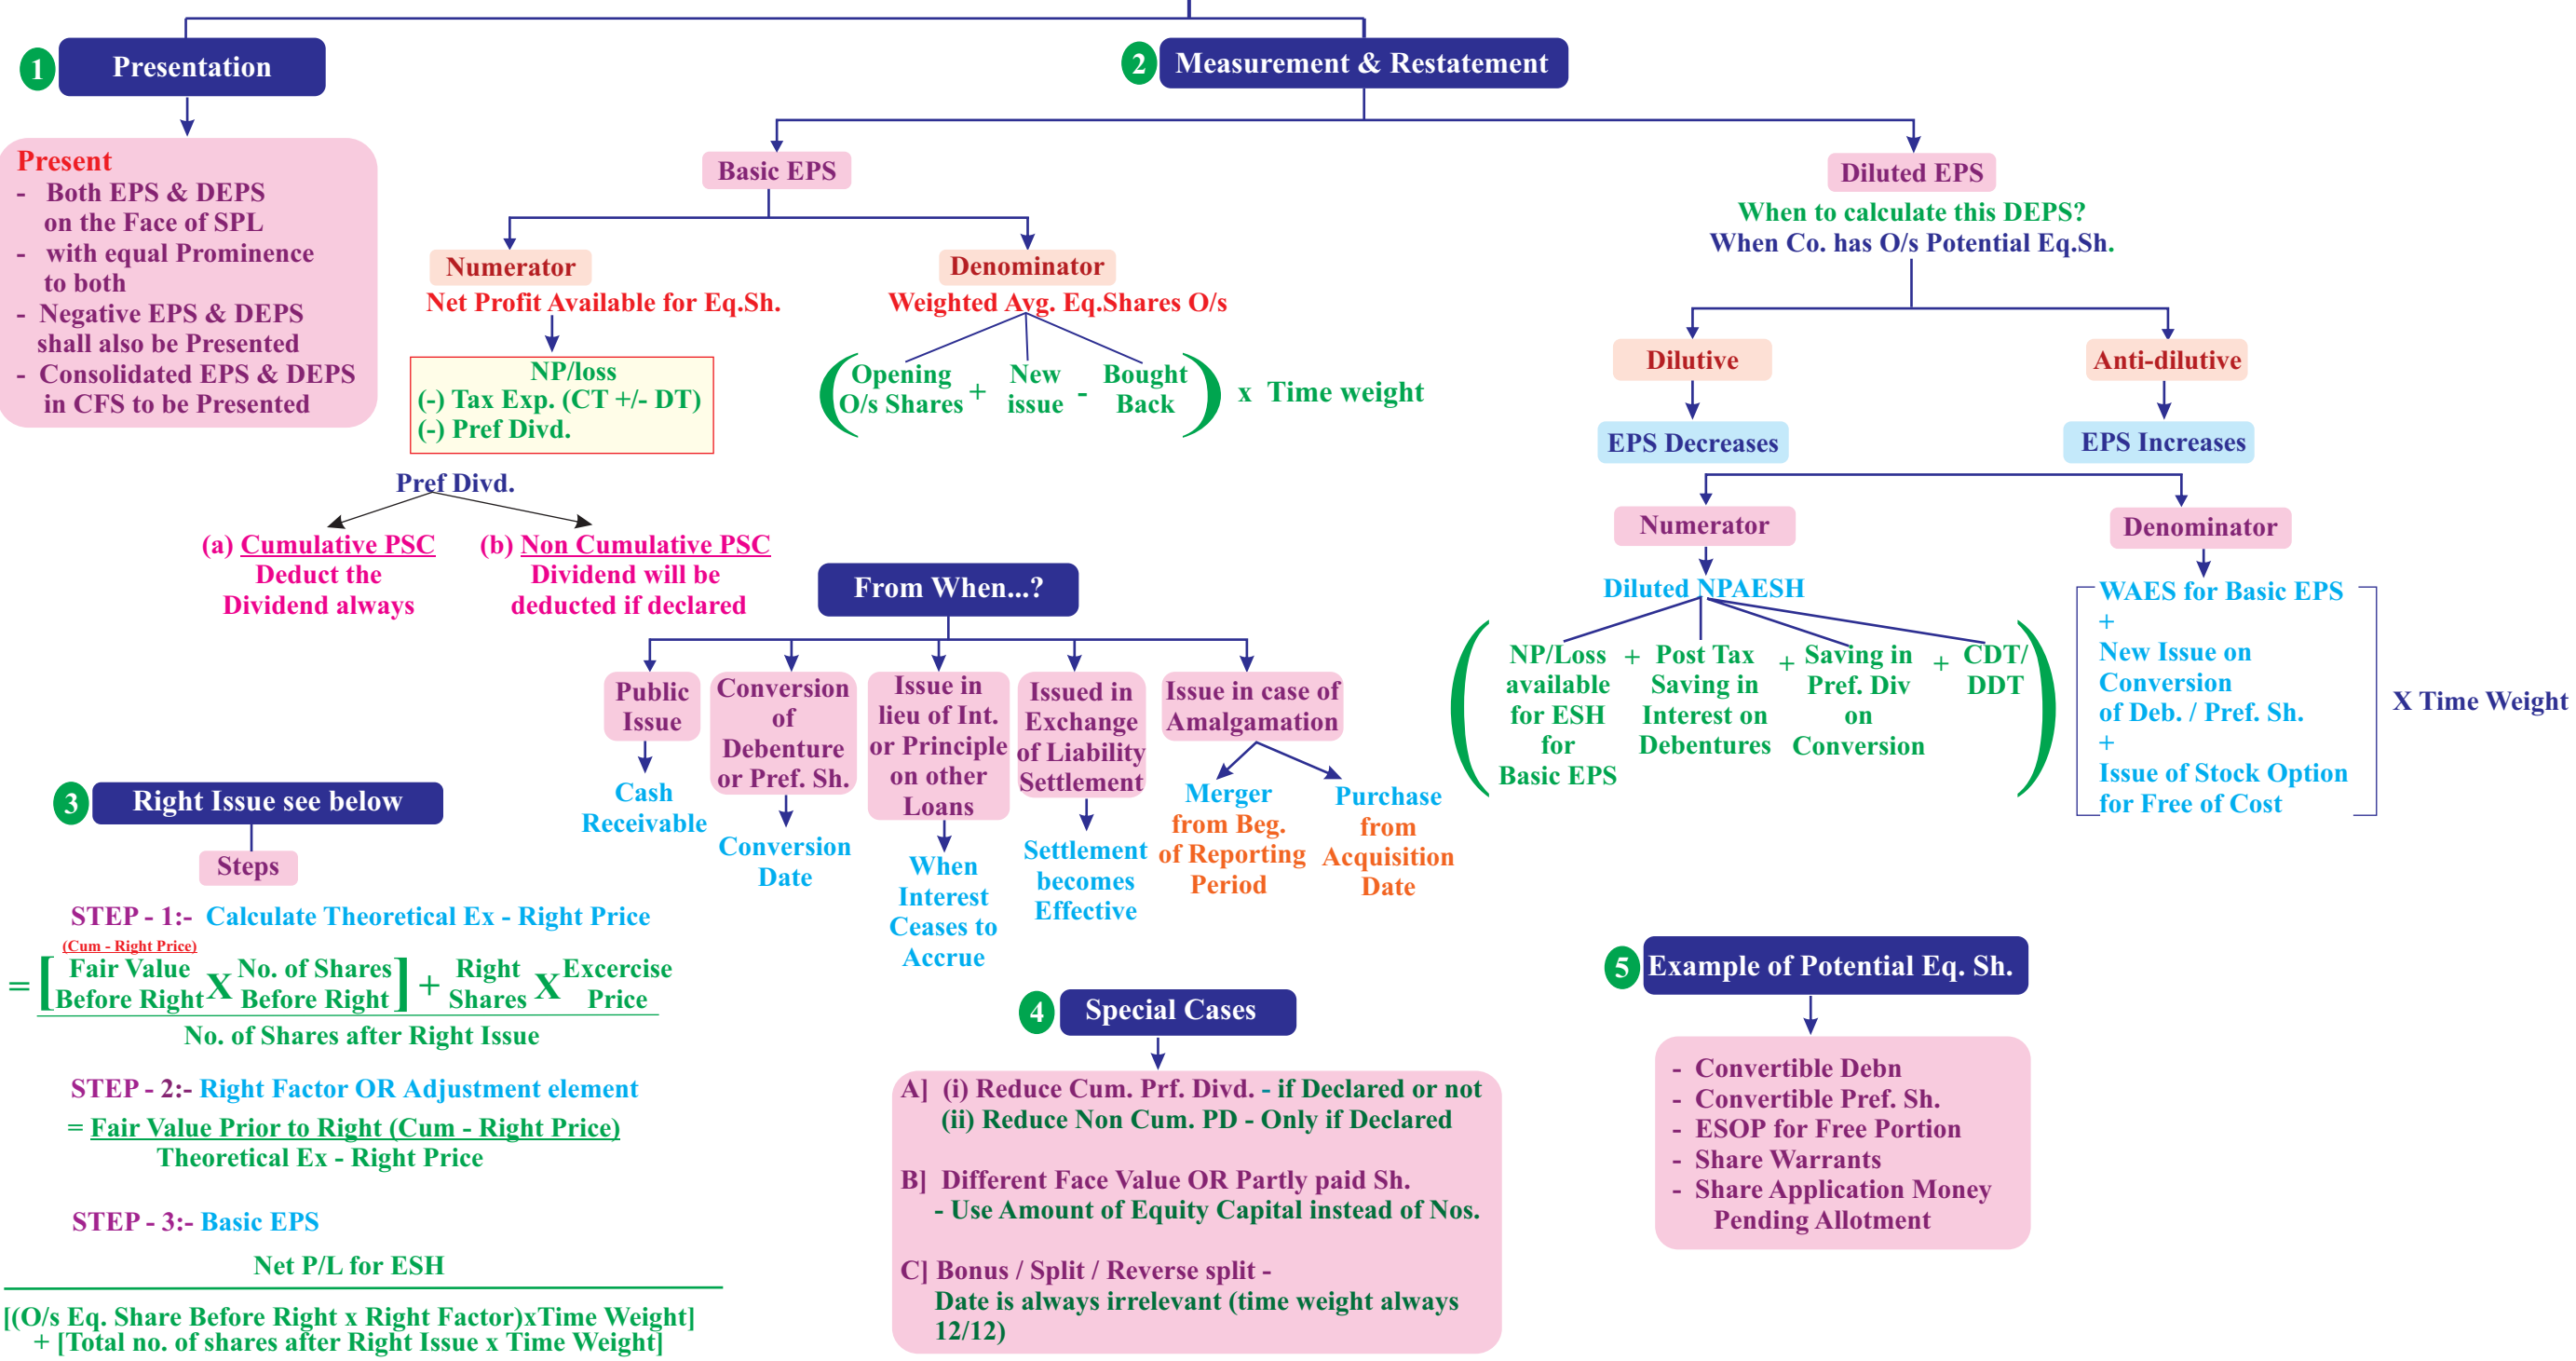 1 Presentation
Present
- Both EPS & DEPS
on the Face of SPL
- with equal Prominence
to both
- Negative EPS & DEPS
shall also be Presented
- Consolidated EPS & DEPS
in CFS to be Presented
2 Measurement & Restatement
Basic EPS
Numerator
Net Profit Available for Eq.Sh.
NP/loss
(-) Tax Exp. (CT +/- DT)
(-) Pref Divd.
Pref Divd.
(a) Cumulative PSC
Deduct the
Dividend always
(b) Non Cumulative PSC
Dividend will be
deducted if declared
Denominator
Weighted Avg. Eq.Shares O/s
( Opening
O/s Shares
+
New
issue
-
Bought
Back
) x Time weight
From When...?
Public
Issue
Cash
Receivable
Conversion
of
Debenture
or Pref. Sh.
Conversion
Date
Issue in
lieu of Int.
or Principle
on other
Loans
When
Interest
Ceases to
Accrue
Issued in
Exchange
of Liability
Settlement
Settlement
becomes
Effective
Issue in case of
Amalgamation
Merger
from Beg.
of Reporting
Period
Purchase
from
Acquisition
Date
Diluted EPS
When to calculate this DEPS?
When Co. has O/s Potential Eq.Sh.
Dilutive
EPS Decreases
Anti-dilutive
EPS Increases
Numerator
Diluted NPAESH
( NP/Loss
available
for ESH
for
Basic EPS
+
Post Tax
Saving in
Interest on
Debentures
+
Saving in
Pref. Div
on
Conversion
+
CDT/
DDT
)
Denominator
WAES for Basic EPS
+
New Issue on
Conversion
of Deb. / Pref. Sh.
+
Issue of Stock Option
for Free of Cost
X Time Weight
3 Right Issue see below
Steps
STEP - 1:- Calculate Theoretical Ex - Right Price
(Cum - Right Price)
= [ Fair Value
Before Right
X
No. of Shares
Before Right
] +
Right
Shares
X
Excercise
Price
No. of Shares after Right Issue
STEP - 2:- Right Factor OR Adjustment element
= Fair Value Prior to Right (Cum - Right Price)
Theoretical Ex - Right Price
STEP - 3:- Basic EPS
Net P/L for ESH
[(O/s Eq. Share Before Right x Right Factor)xTime Weight]
+ [Total no. of shares after Right Issue x Time Weight]
4 Special Cases
A] (i) Reduce Cum. Prf. Divd. - if Declared or not
(ii) Reduce Non Cum. PD - Only if Declared
B] Different Face Value OR Partly paid Sh.
- Use Amount of Equity Capital instead of Nos.
C] Bonus / Split / Reverse split -
Date is always irrelevant (time weight always
12/12)
5 Example of Potential Eq. Sh.
- Convertible Debn
- Convertible Pref. Sh.
- ESOP for Free Portion
- Share Warrants
- Share Application Money
Pending Allotment